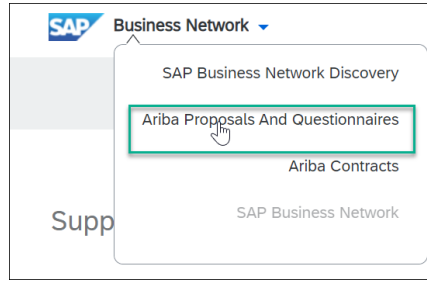 SAP Business Network
SAP Business Network Discovery
Ariba Proposals And Questionnaires
Ariba Contracts
SAP Business Network
Supp